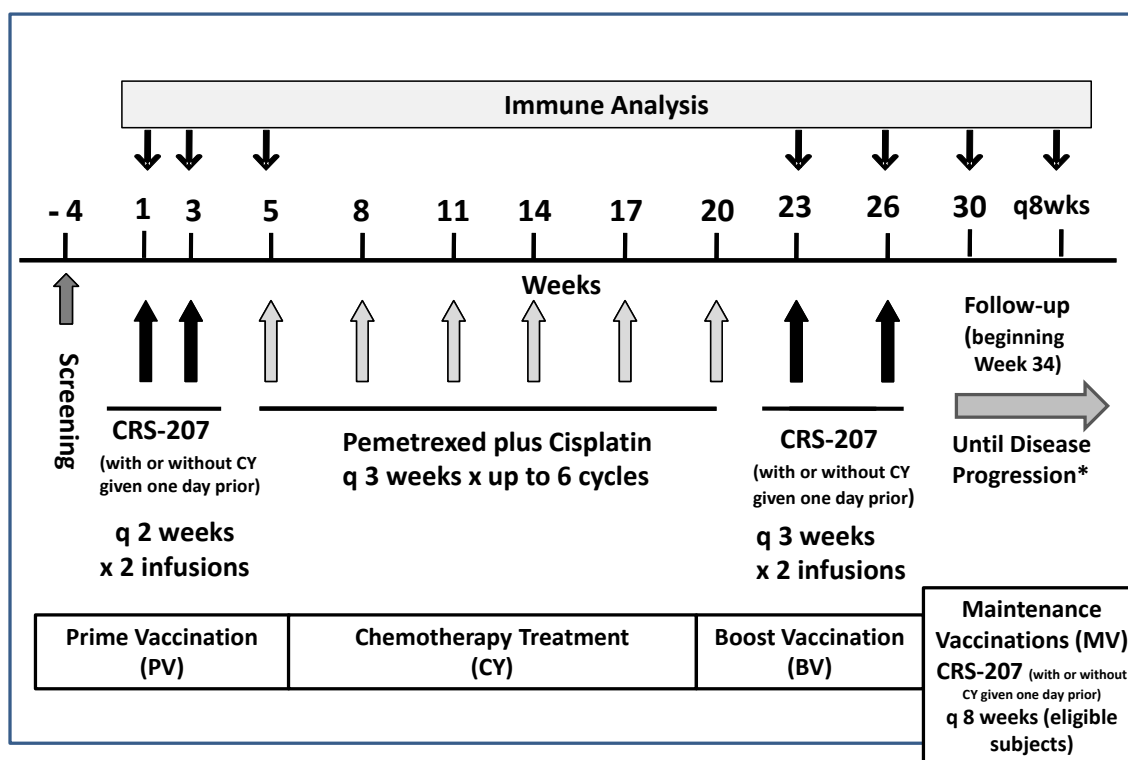 Immune Analysis
- 4 1 3 5 8 11 14 17 20 23 26 30 q8wks
Weeks
Screening
CRS-207
(with or without CY
given one day prior)
q 2 weeks
x 2 infusions
Pemetrexed plus Cisplatin
q 3 weeks x up to 6 cycles
CRS-207
(with or without CY
given one day prior)
q 3 weeks
x 2 infusions
Follow-up
(beginning
Week 34)
Until Disease
Progression*
Prime Vaccination
(PV)
Chemotherapy Treatment
(CY)
Boost Vaccination
(BV)
Maintenance
Vaccinations (MV)
CRS-207 (with or without
CY given one day prior)
q 8 weeks (eligible
subjects)